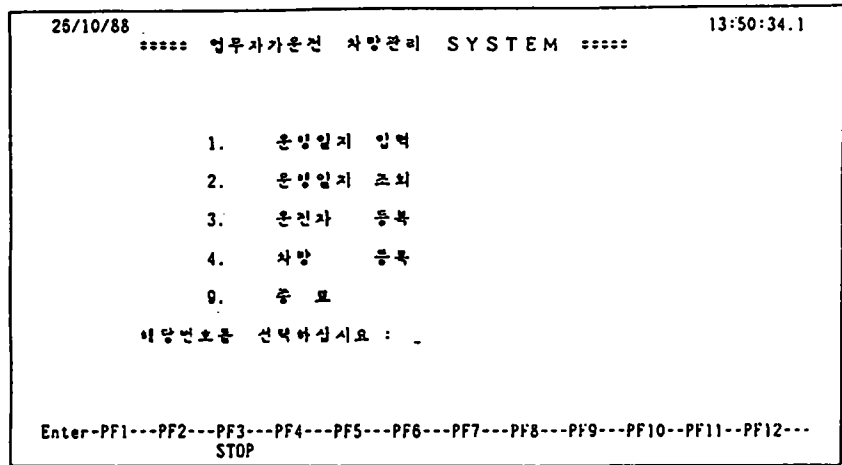 26/10/88 13:50:34.1
===== 업무자가운전 차량관리 SYSTEM =====
1. 운행일지 입력
2. 운행일지 조회
3. 운전자 등록
4. 차량 등록
9. 종 료
해당번호를 선택하십시요 : _
Enter-PF1---PF2---PF3---PF4---PF5---PF6---PF7---PF8---PF9---PF10--PF11--PF12---
STOP